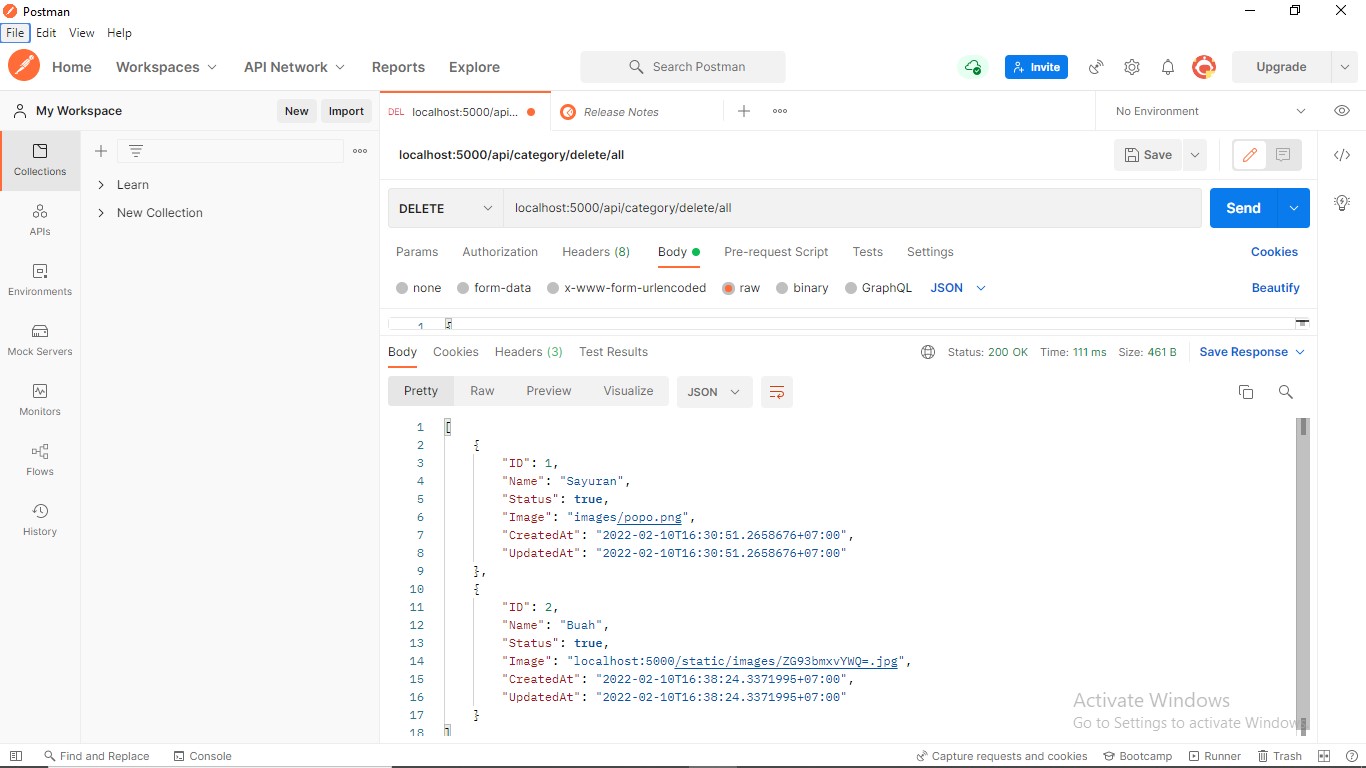 Postman
File Edit View Help
Home Workspaces API Network Reports Explore Search Postman Invite Upgrade
My Workspace New Import DEL localhost:5000/api... Release Notes No Environment
Collections
APIs
Environments
Mock Servers
Monitors
Flows
History
Learn
New Collection
localhost:5000/api/category/delete/all Save
DELETE localhost:5000/api/category/delete/all Send
Params Authorization Headers (8) Body Pre-request Script Tests Settings Cookies
none form-data x-www-form-urlencoded raw binary GraphQL JSON Beautify
1 {
Body Cookies Headers (3) Test Results Status: 200 OK Time: 111 ms Size: 461 B Save Response
Pretty Raw Preview Visualize JSON
1 [
2 {
3 "ID": 1,
4 "Name": "Sayuran",
5 "Status": true,
6 "Image": "images/popo.png",
7 "CreatedAt": "2022-02-10T16:30:51.2658676+07:00",
8 "UpdatedAt": "2022-02-10T16:30:51.2658676+07:00"
9 },
10 {
11 "ID": 2,
12 "Name": "Buah",
13 "Status": true,
14 "Image": "localhost:5000/static/images/ZG93bmxvYWQ=.jpg",
15 "CreatedAt": "2022-02-10T16:38:24.3371995+07:00",
16 "UpdatedAt": "2022-02-10T16:38:24.3371995+07:00"
17 }
18 ]
Activate Windows
Go to Settings to activate Windows
Find and Replace Console Capture requests and cookies Bootcamp Runner Trash